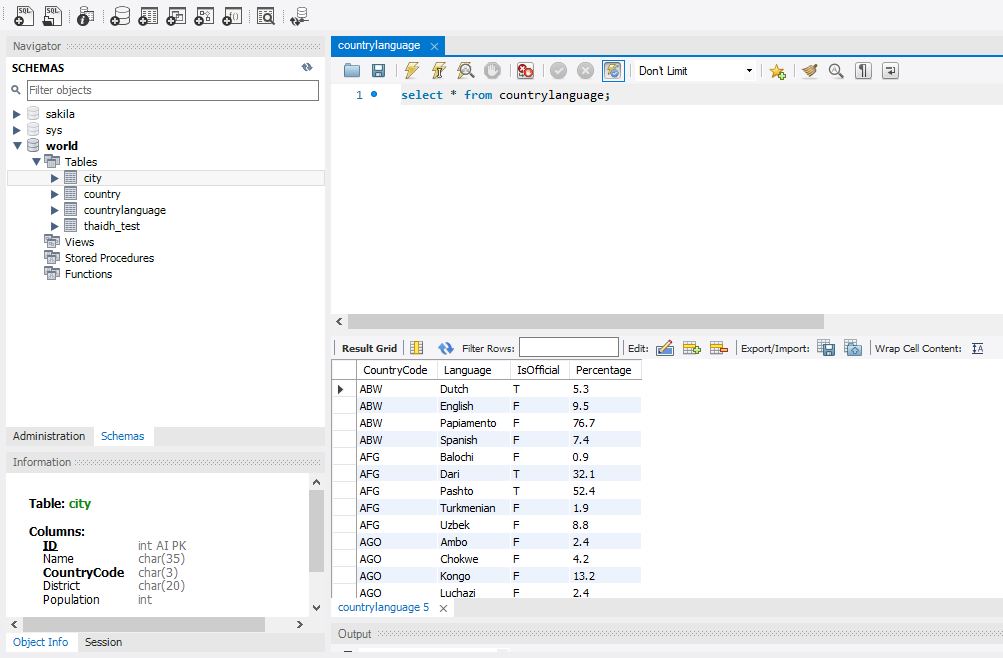 Navigator
SCHEMAS
Filter objects
sakila
sys
world
Tables
city
country
countrylanguage
thaidh_test
Views
Stored Procedures
Functions
Administration Schemas
Information
Table: city
Columns:
ID int AI PK
Name char(35)
CountryCode char(3)
District char(20)
Population int
Object Info Session
countrylanguage
Don't Limit
1 select * from countrylanguage;
Result Grid Filter Rows: Edit: Export/Import: Wrap Cell Content:
CountryCode Language IsOfficial Percentage
ABW Dutch T 5.3
ABW English F 9.5
ABW Papiamento F 76.7
ABW Spanish F 7.4
AFG Balochi F 0.9
AFG Dari T 32.1
AFG Pashto T 52.4
AFG Turkmenian F 1.9
AFG Uzbek F 8.8
AGO Ambo F 2.4
AGO Chokwe F 4.2
AGO Kongo F 13.2
AGO Luchazi F 2.4
countrylanguage 5
Output